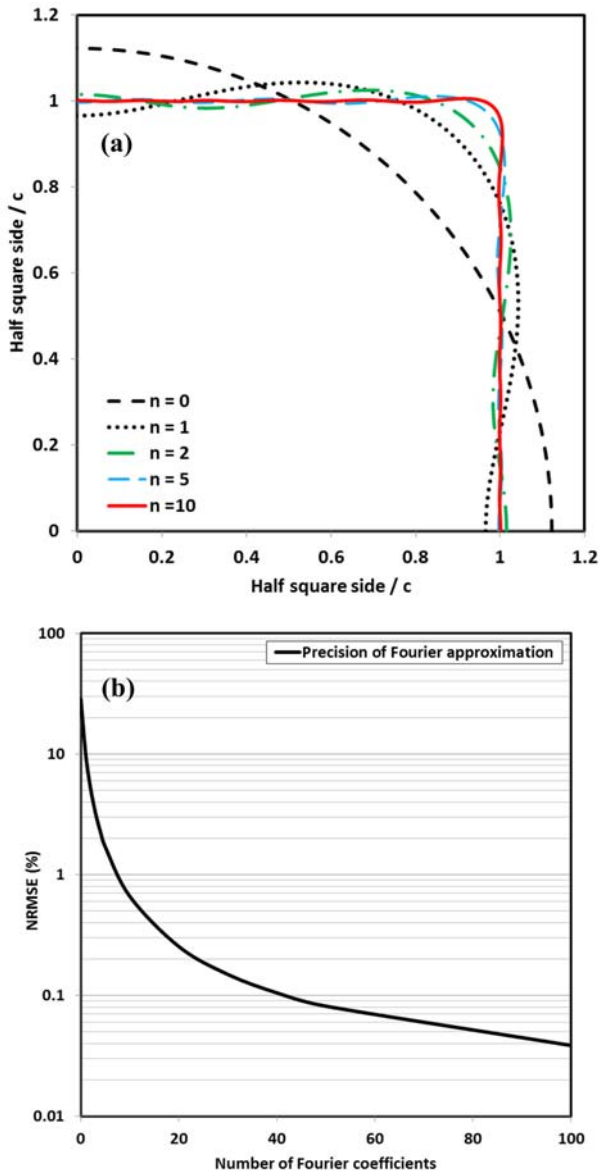 1.2
1
0.8
0.6
0.4
0.2
0
Half square side / c
(a)
n = 0
n = 1
n = 2
n = 5
n =10
0 0.2 0.4 0.6 0.8 1 1.2
Half square side / c
100
10
1
0.1
0.01
NRMSE (%)
Precision of Fourier approximation
(b)
0 20 40 60 80 100
Number of Fourier coefficients